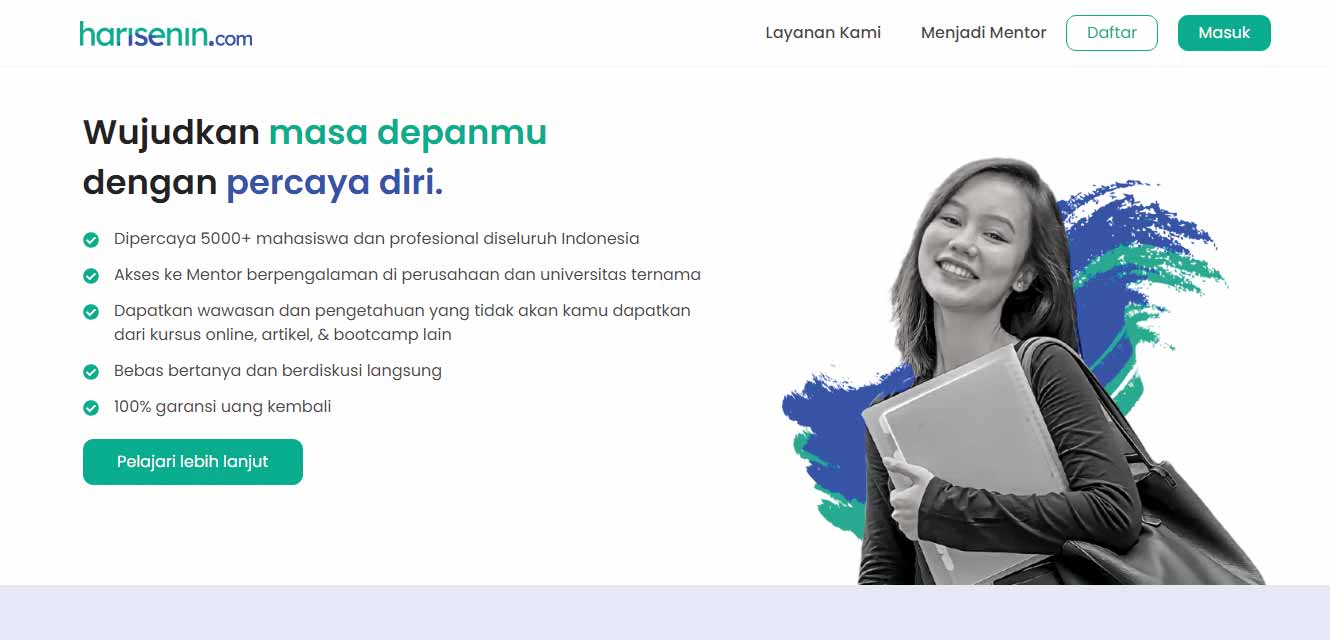 harisenin.com
Layanan Kami
Menjadi Mentor
Daftar
Masuk
Wujudkan masa depanmu
dengan percaya diri.
Dipercaya 5000+ mahasiswa dan profesional diseluruh Indonesia
Akses ke Mentor berpengalaman di perusahaan dan universitas ternama
Dapatkan wawasan dan pengetahuan yang tidak akan kamu dapatkan
dari kursus online, artikel, & bootcamp lain
Bebas bertanya dan berdiskusi langsung
100% garansi uang kembali
Pelajari lebih lanjut